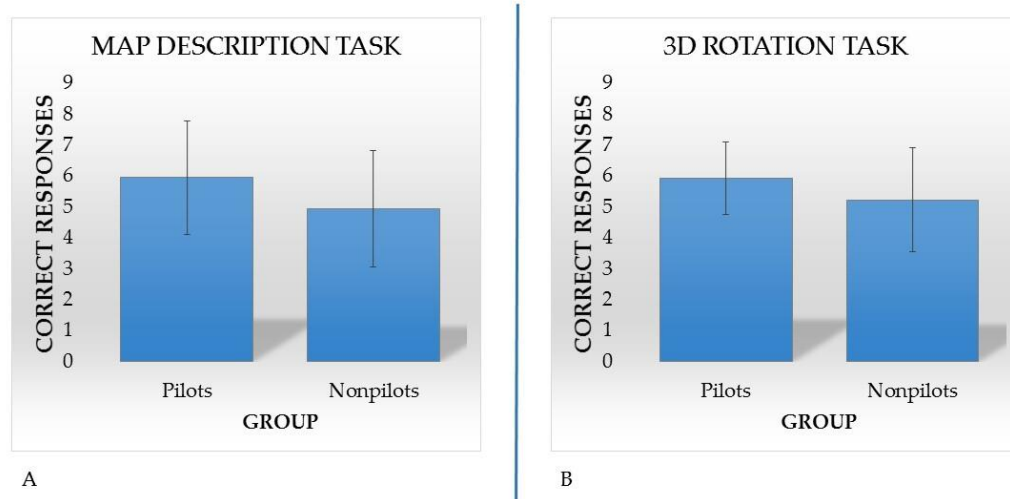 MAP DESCRIPTION TASK
CORRECT RESPONSES
9
8
7
6
5
4
3
2
1
0
Pilots Nonpilots
GROUP
A
3D ROTATION TASK
CORRECT RESPONSES
9
8
7
6
5
4
3
2
1
0
Pilots Nonpilots
GROUP
B